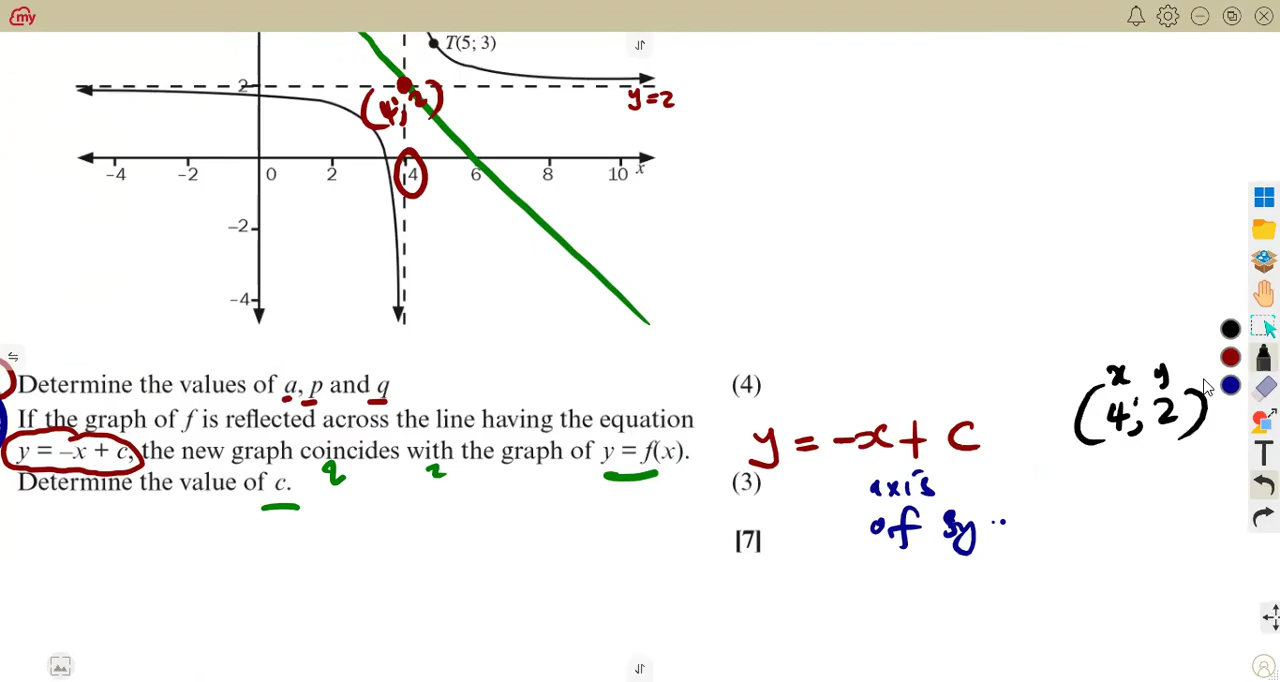 my
T(5; 3)
2
(4; 2)
y=2
-4 -2 0 2 4 6 8 10 x
-2
-4
Determine the values of a, p and q (4)
If the graph of f is reflected across the line having the equation
y = –x + c, the new graph coincides with the graph of y = f(x).
Determine the value of c. (3)
[7]
q 2
y = -x + c
axis
of sy ..
x y
(4; 2)
T